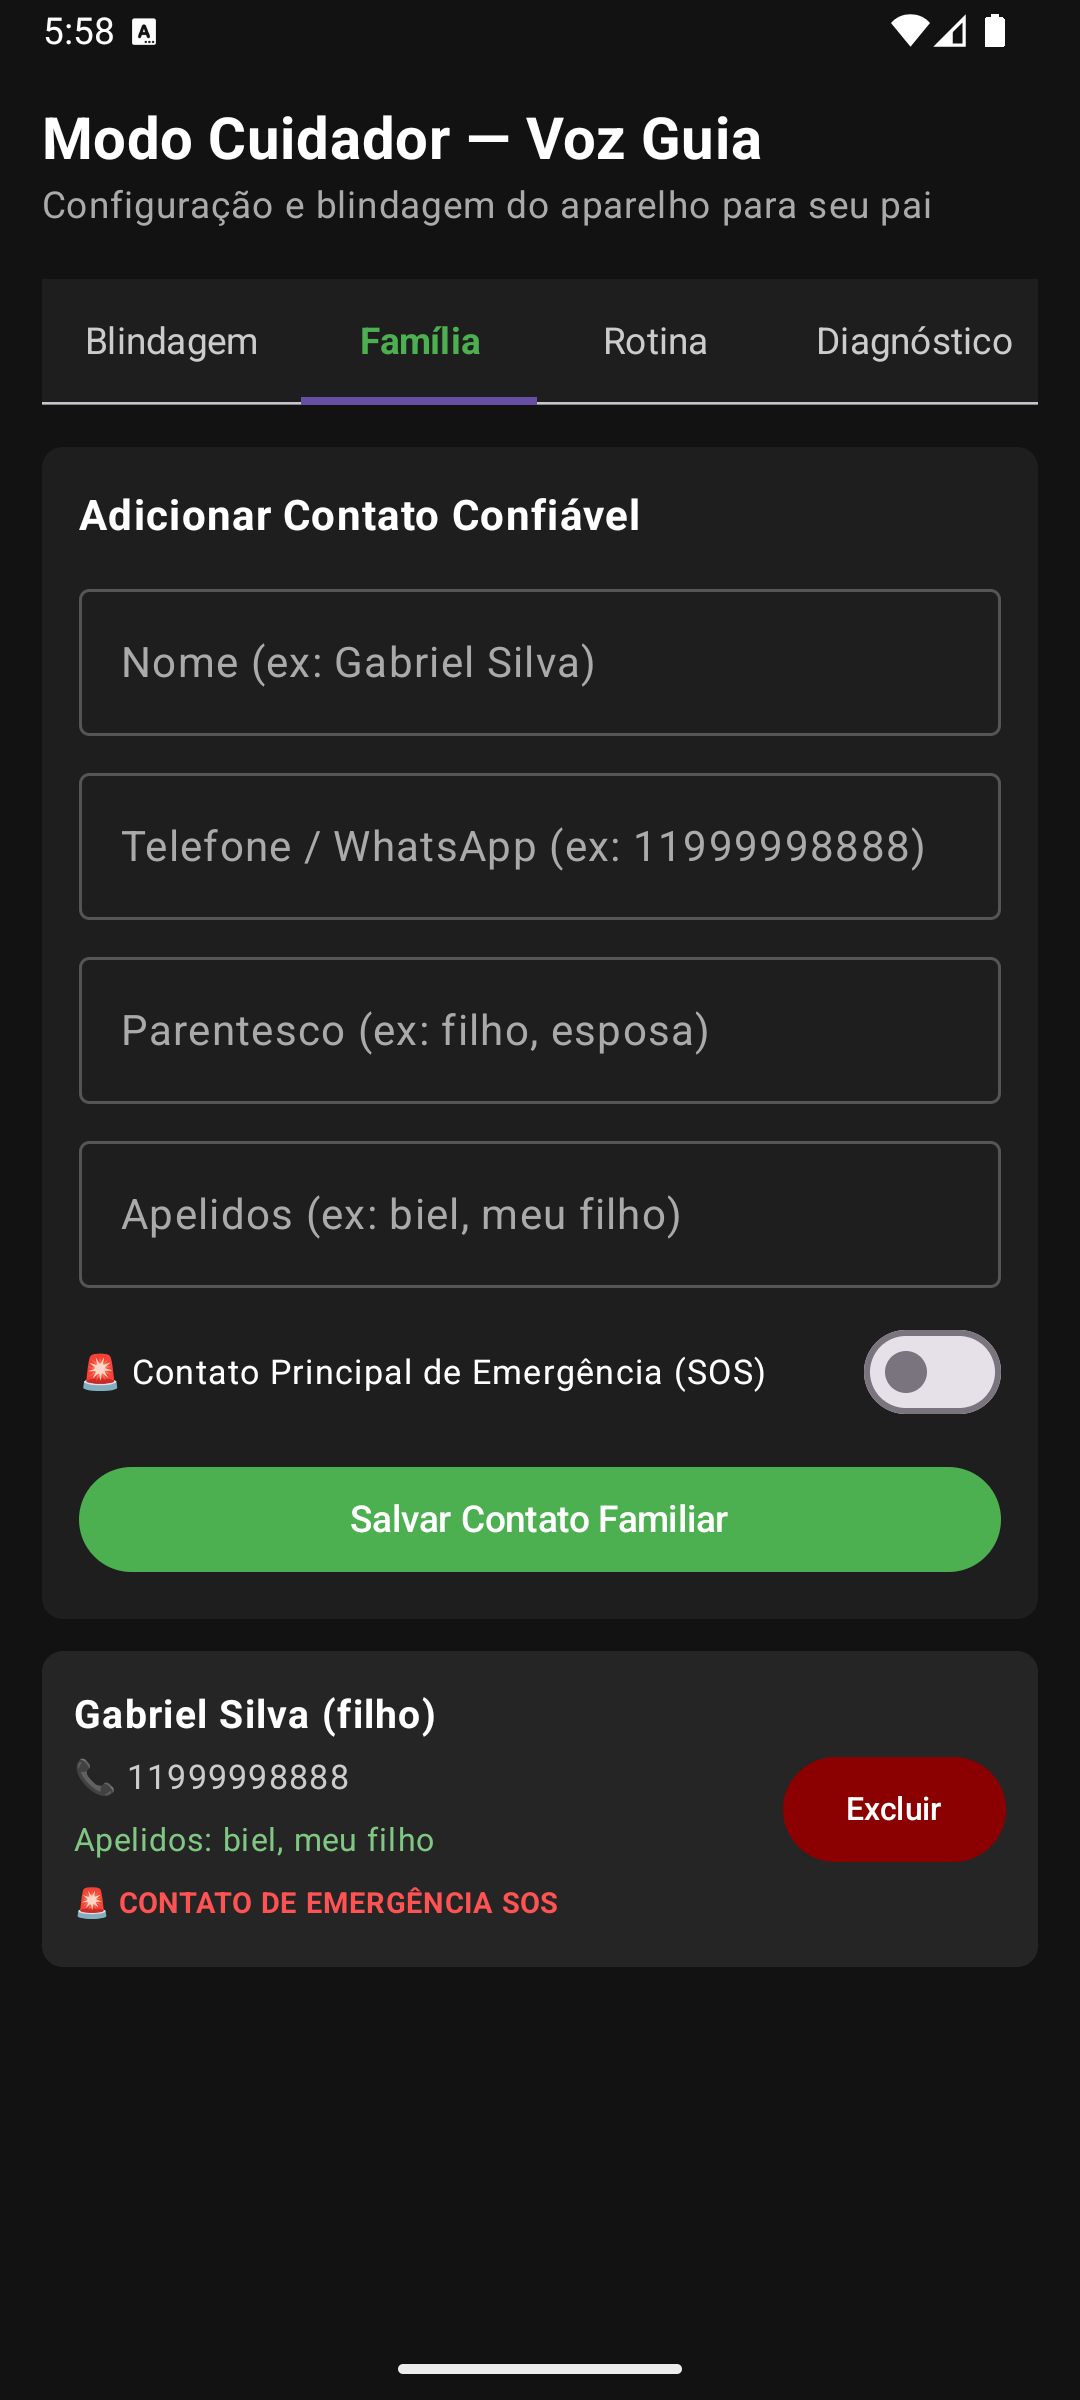 5:58
Modo Cuidador — Voz Guia
Configuração e blindagem do aparelho para seu pai
Blindagem
Família
Rotina
Diagnóstico
Adicionar Contato Confiável
Nome (ex: Gabriel Silva)
Telefone / WhatsApp (ex: 11999998888)
Parentesco (ex: filho, esposa)
Apelidos (ex: biel, meu filho)
🚨 Contato Principal de Emergência (SOS)
Salvar Contato Familiar
Gabriel Silva (filho)
📞 11999998888
Apelidos: biel, meu filho
🚨 CONTATO DE EMERGÊNCIA SOS
Excluir